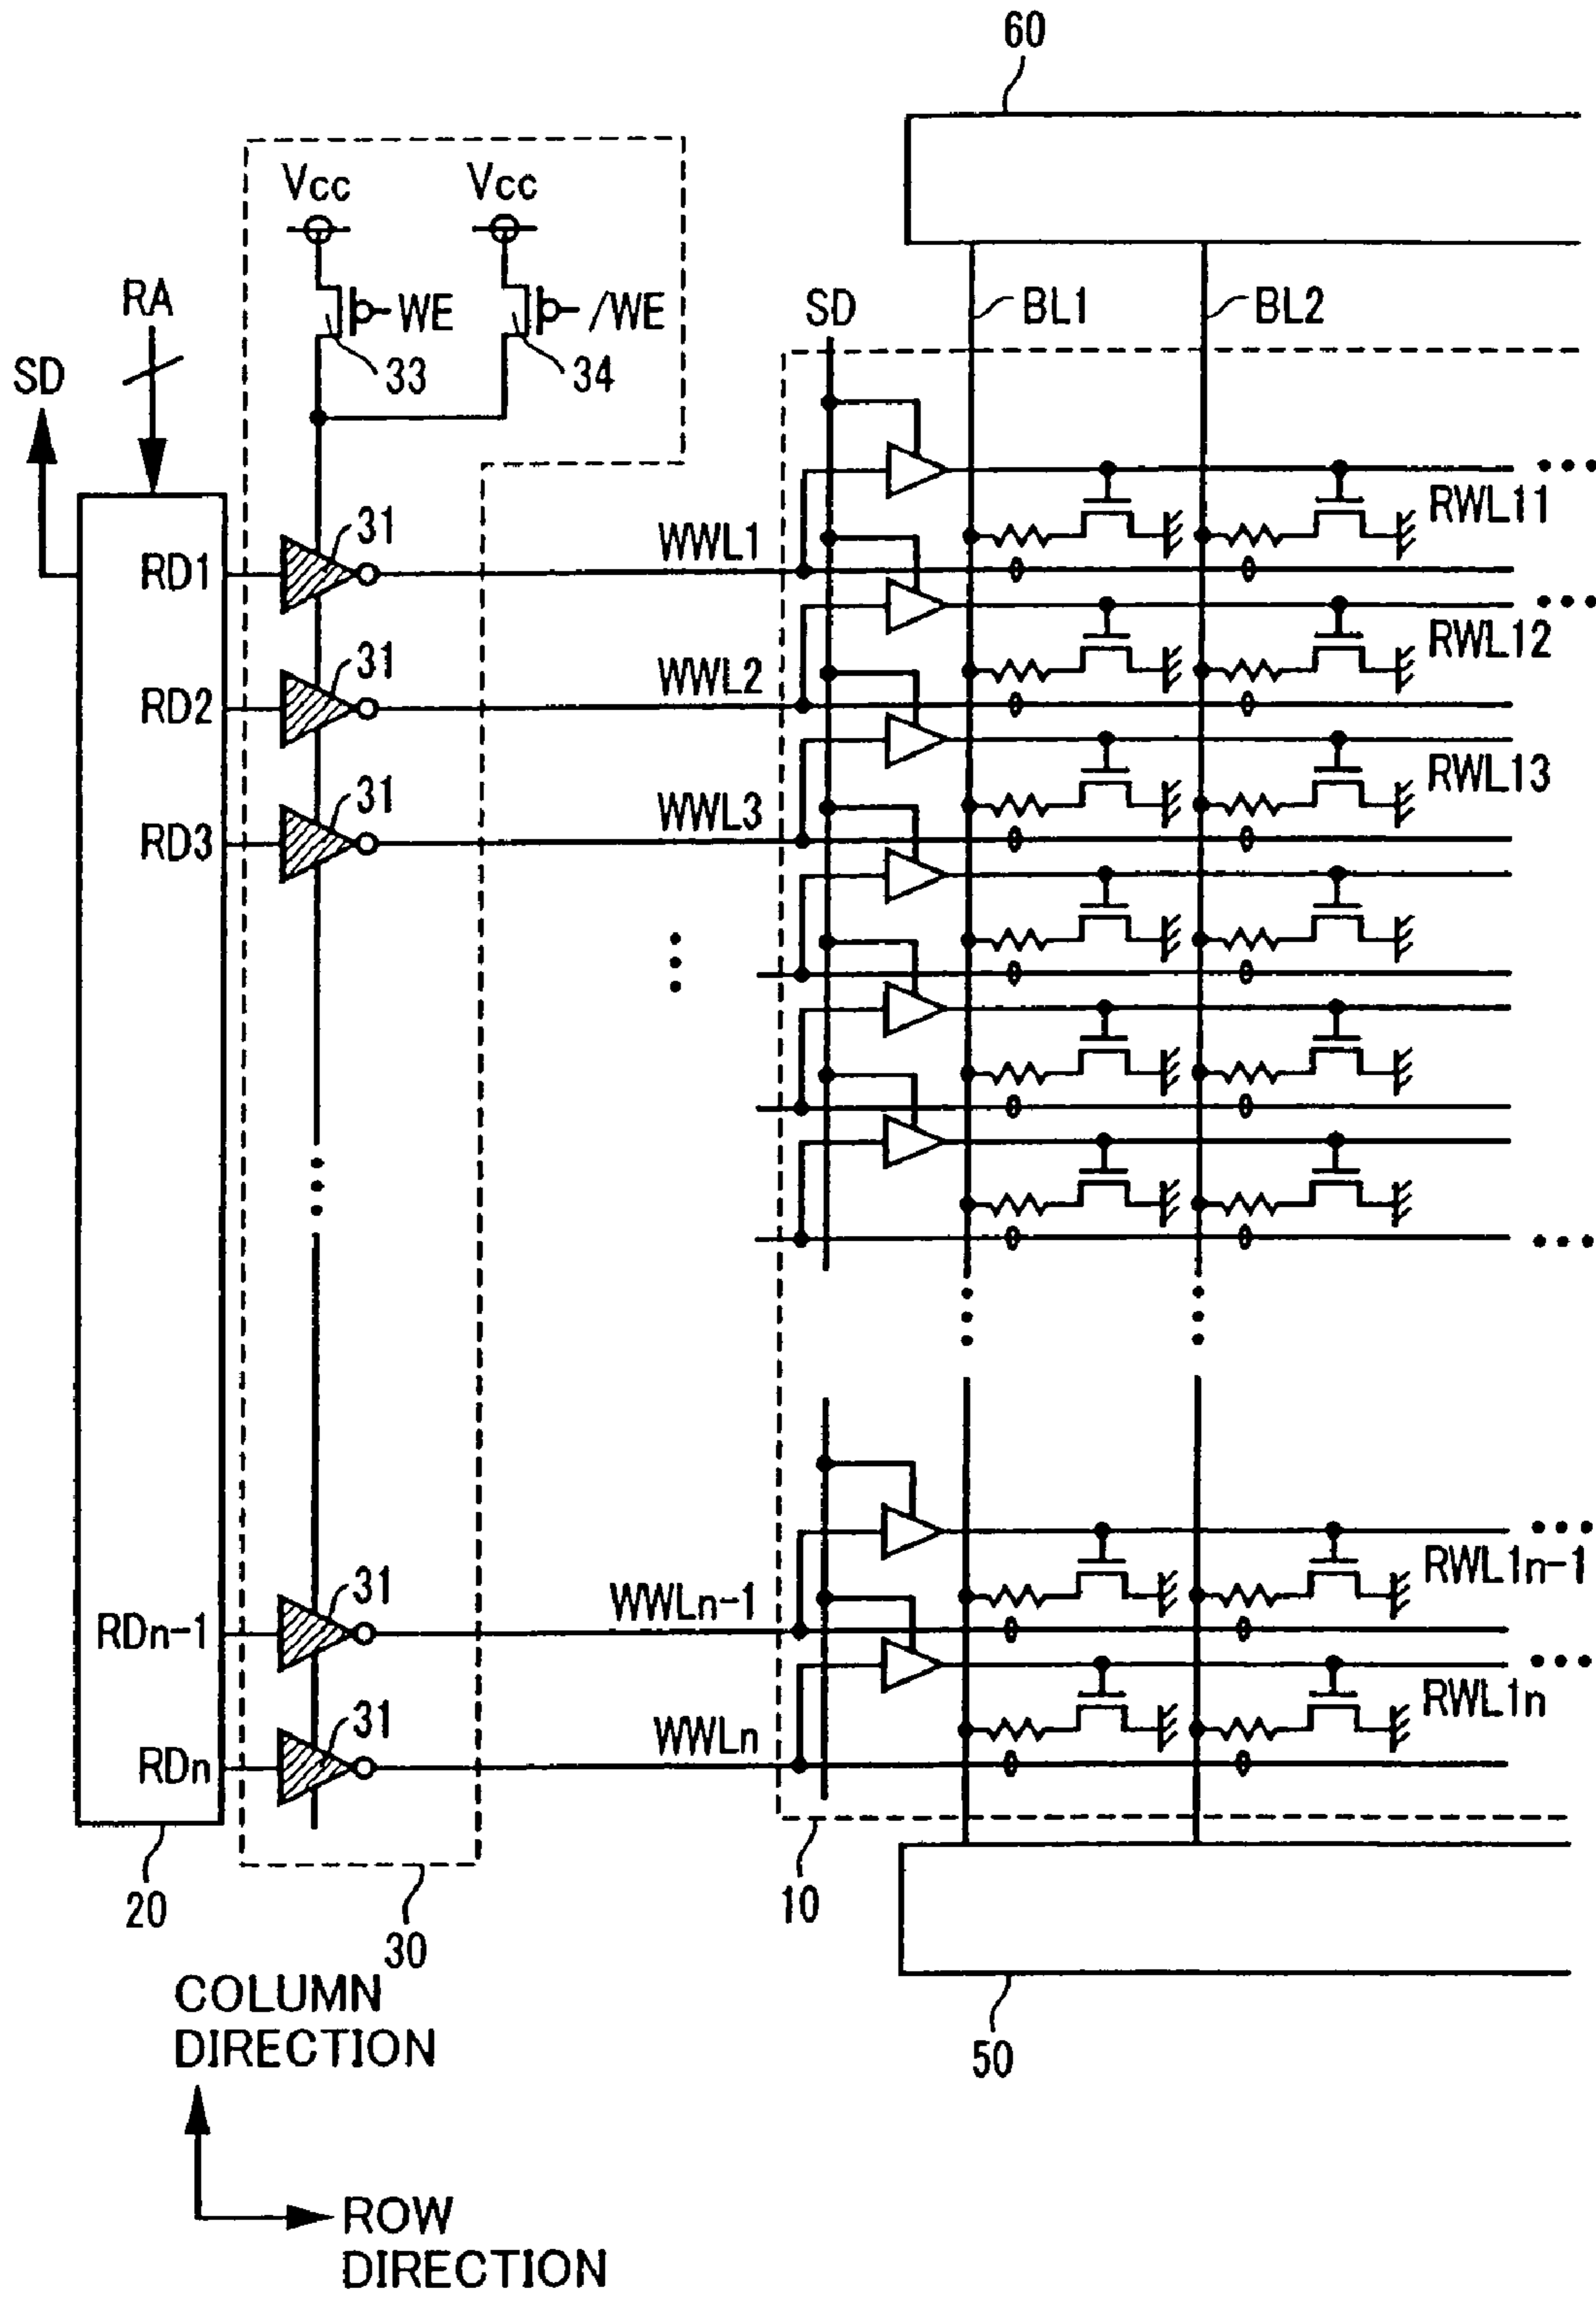 60
Vcc Vcc
RA
WE /WE
SD BL1 BL2
SD 33 34
RWL11
31
WWL1
RD1
RWL12
31
WWL2
RD2
RWL13
31
WWL3
RD3
31
WWLn-1
RWL1n-1
RDn-1
RWL1n
31
WWLn
RDn
20
30
10
50
COLUMN
DIRECTION
ROW
DIRECTION